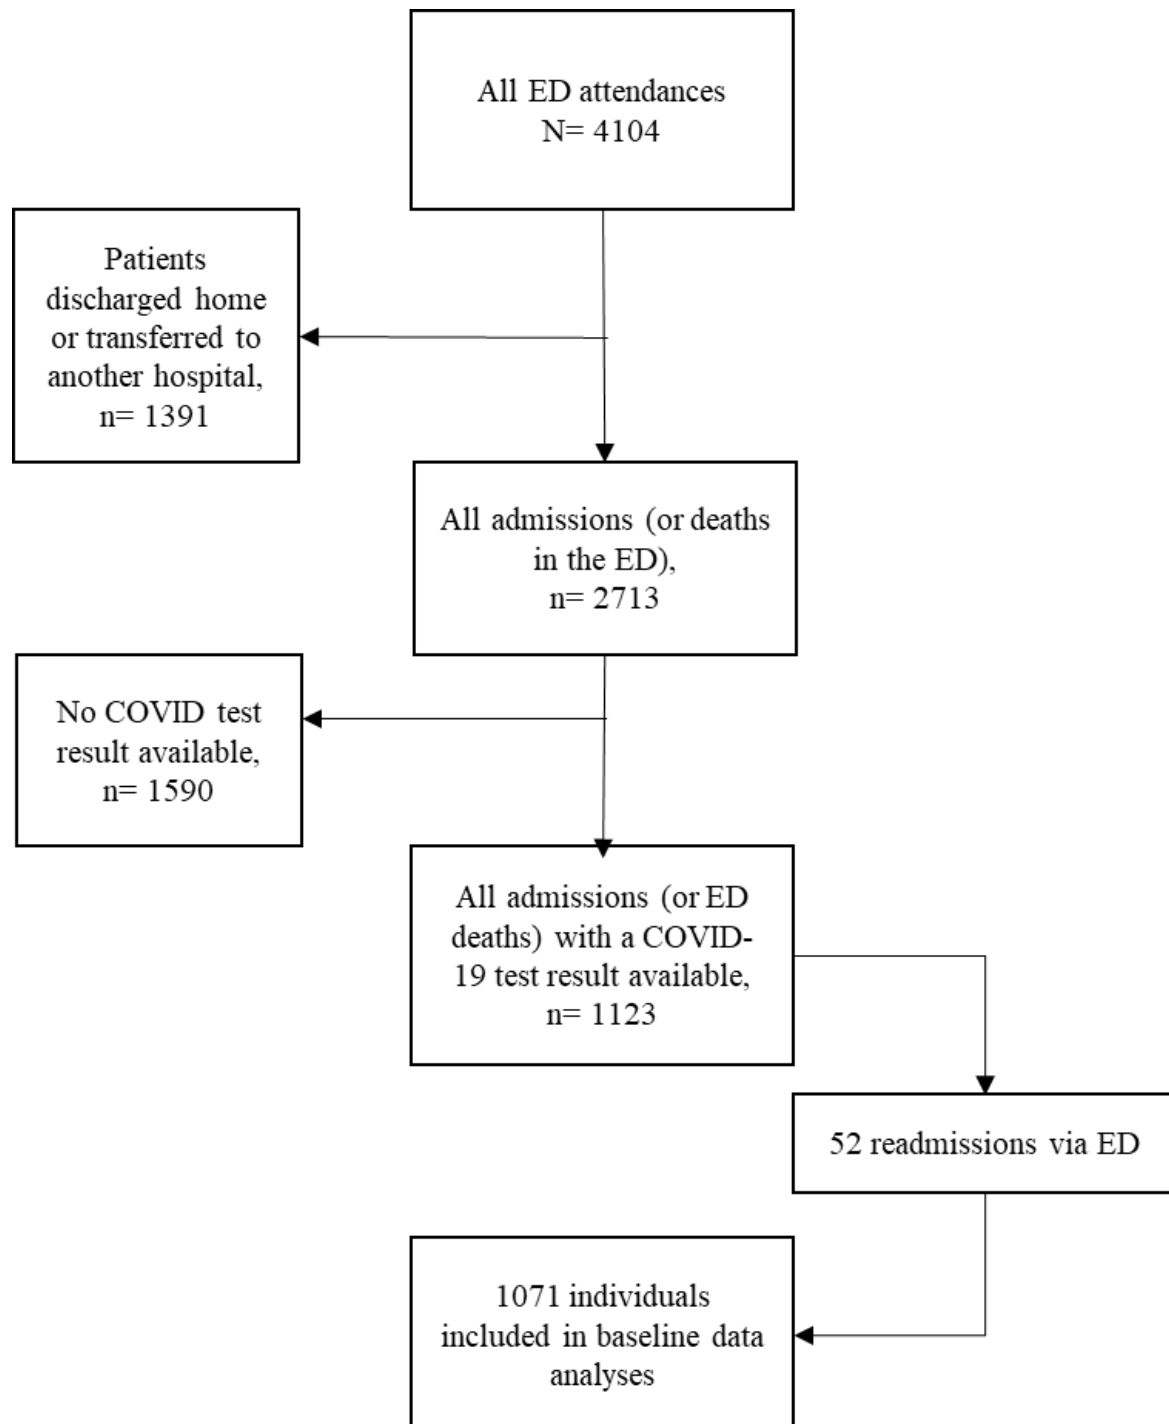 All ED attendances
N= 4104
Patients
discharged home
or transferred to
another hospital,
n= 1391
All admissions (or deaths
in the ED),
n= 2713
No COVID test
result available,
n= 1590
All admissions (or ED
deaths) with a COVID-
19 test result available,
n= 1123
52 readmissions via ED
1071 individuals
included in baseline data
analyses